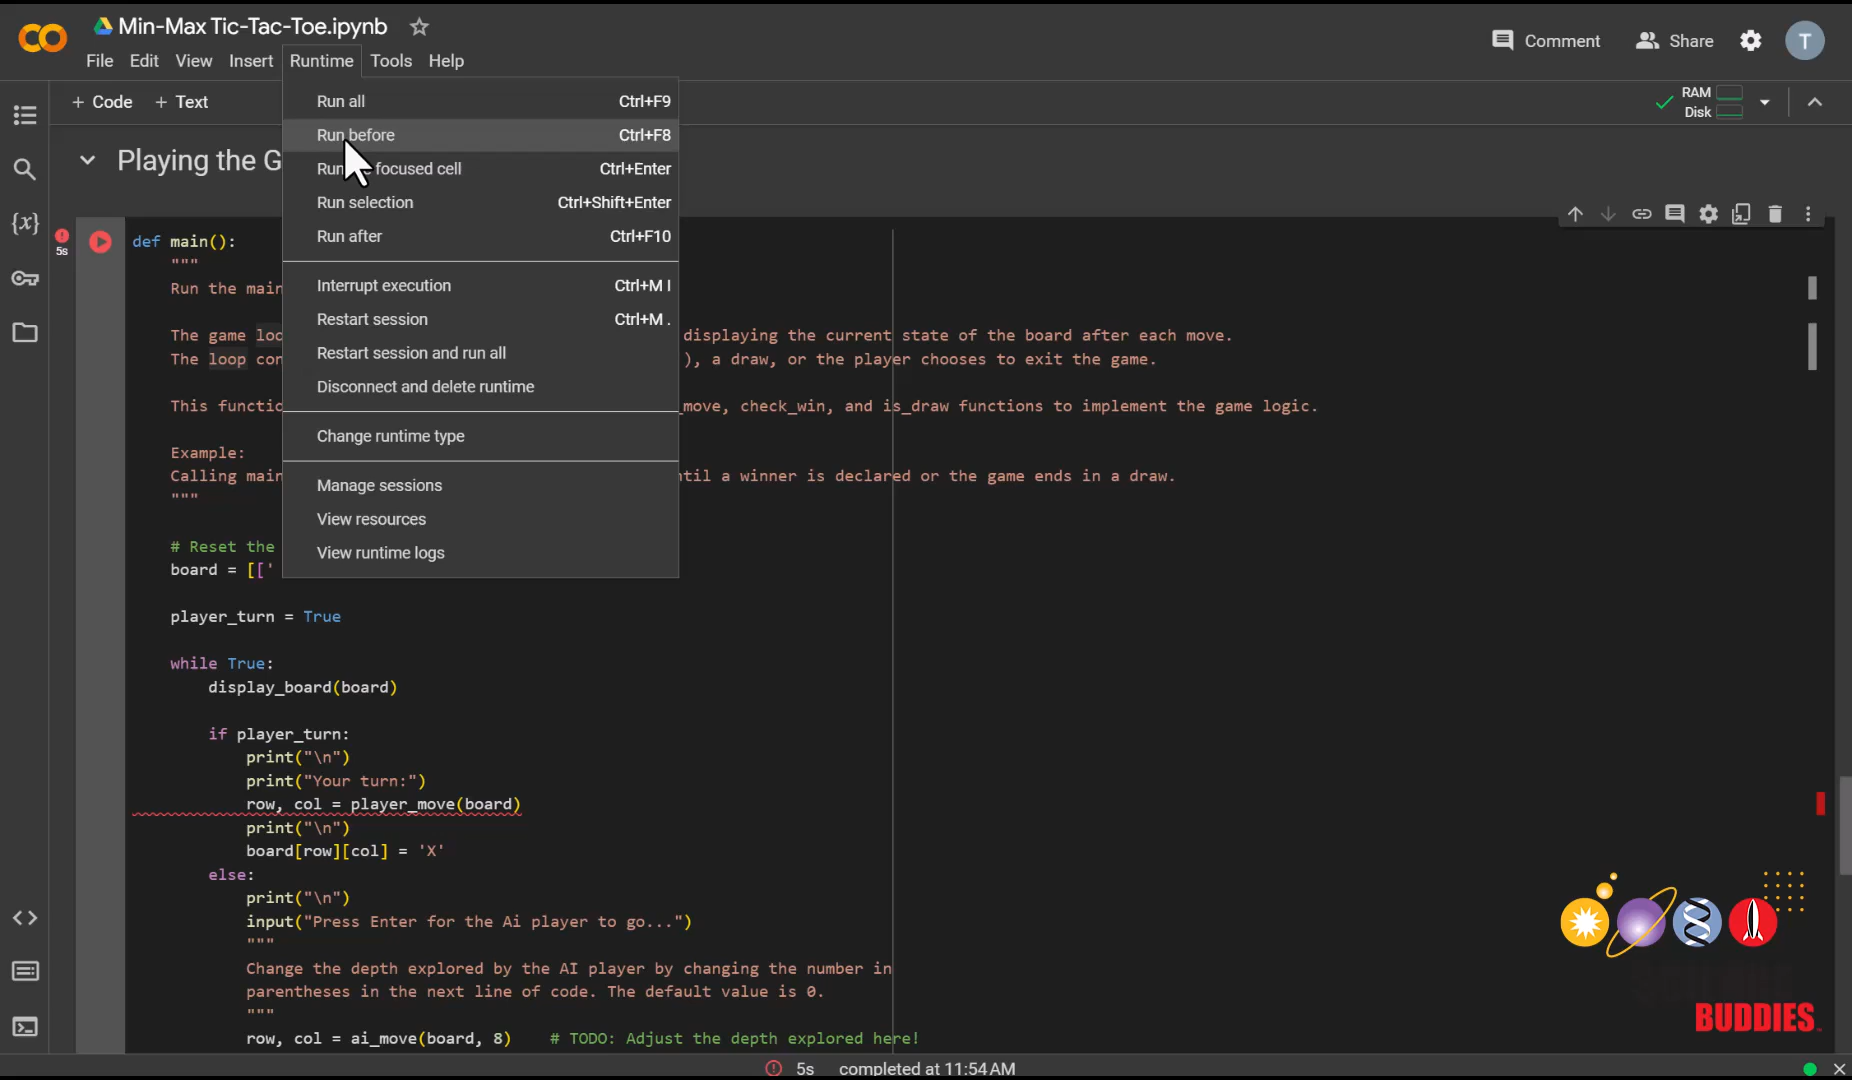 Min-Max Tic-Tac-Toe.ipynb
Comment
Share
T
File Edit View Insert Runtime Tools Help
+ Code + Text
RAM
Disk
Run all Ctrl+F9
Run before Ctrl+F8
Run focused cell Ctrl+Enter
Run selection Ctrl+Shift+Enter
Run after Ctrl+F10
Interrupt execution Ctrl+M I
Restart session Ctrl+M .
Restart session and run all
Disconnect and delete runtime
Change runtime type
Manage sessions
View resources
View runtime logs
Playing the G
{x}
5s
def main():
"""
Run the main
The game loo displaying the current state of the board after each move.
The loop con ), a draw, or the player chooses to exit the game.
This functio _move, check_win, and is_draw functions to implement the game logic.
Example:
Calling main ntil a winner is declared or the game ends in a draw.
"""
# Reset the
board = [['
player_turn = True
while True:
display_board(board)
if player_turn:
print("\n")
print("Your turn:")
row, col = player_move(board)
print("\n")
board[row][col] = 'X'
else:
print("\n")
input("Press Enter for the Ai player to go...")
"""
Change the depth explored by the AI player by changing the number in
parentheses in the next line of code. The default value is 0.
"""
row, col = ai_move(board, 8) # TODO: Adjust the depth explored here!
BUDDIES
5s completed at 11:54 AM